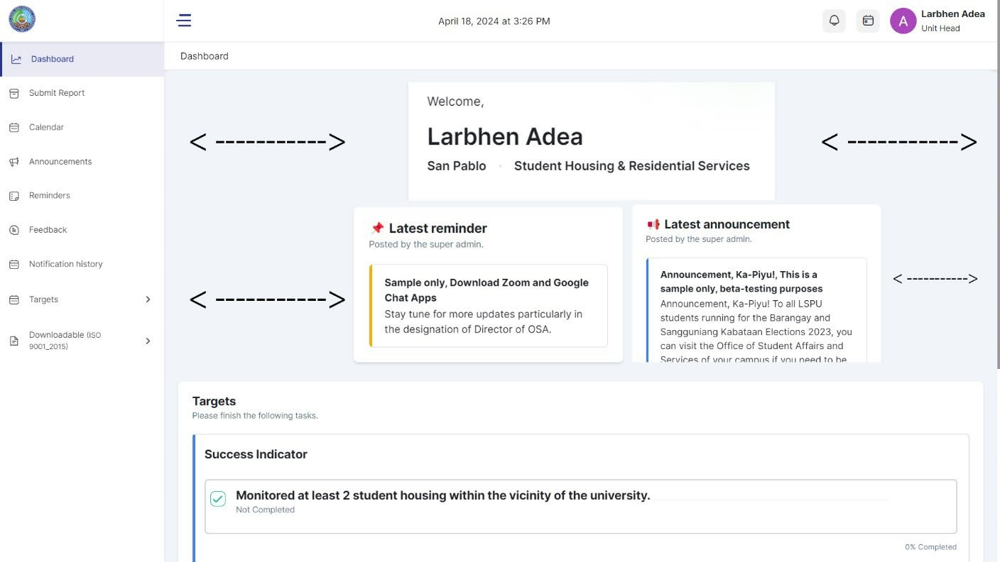 April 18, 2024 at 3:26 PM
A
Larbhen Adea
Unit Head
Dashboard
Submit Report
Calendar
Announcements
Reminders
Feedback
Notification history
Targets
Downloadable (ISO
9001_2015)
Dashboard
Welcome,
Larbhen Adea
San Pablo • Student Housing & Residential Services
< -----------> 
< ----------->
Latest reminder
Posted by the super admin.
Sample only, Download Zoom and Google
Chat Apps
Stay tune for more updates particularly in
the designation of Director of OSA.
Latest announcement
Posted by the super admin.
Announcement, Ka-Piyu!, This is a
sample only, beta-testing purposes
Announcement, Ka-Piyu! To all LSPU
students running for the Barangay and
Sangguniang Kabataan Elections 2023, you
can visit the Office of Student Affairs and
Services of your campus if you need to be
< ----------->
< ----------->
Targets
Please finish the following tasks.
Success Indicator
Monitored at least 2 student housing within the vicinity of the university.
Not Completed
0% Completed